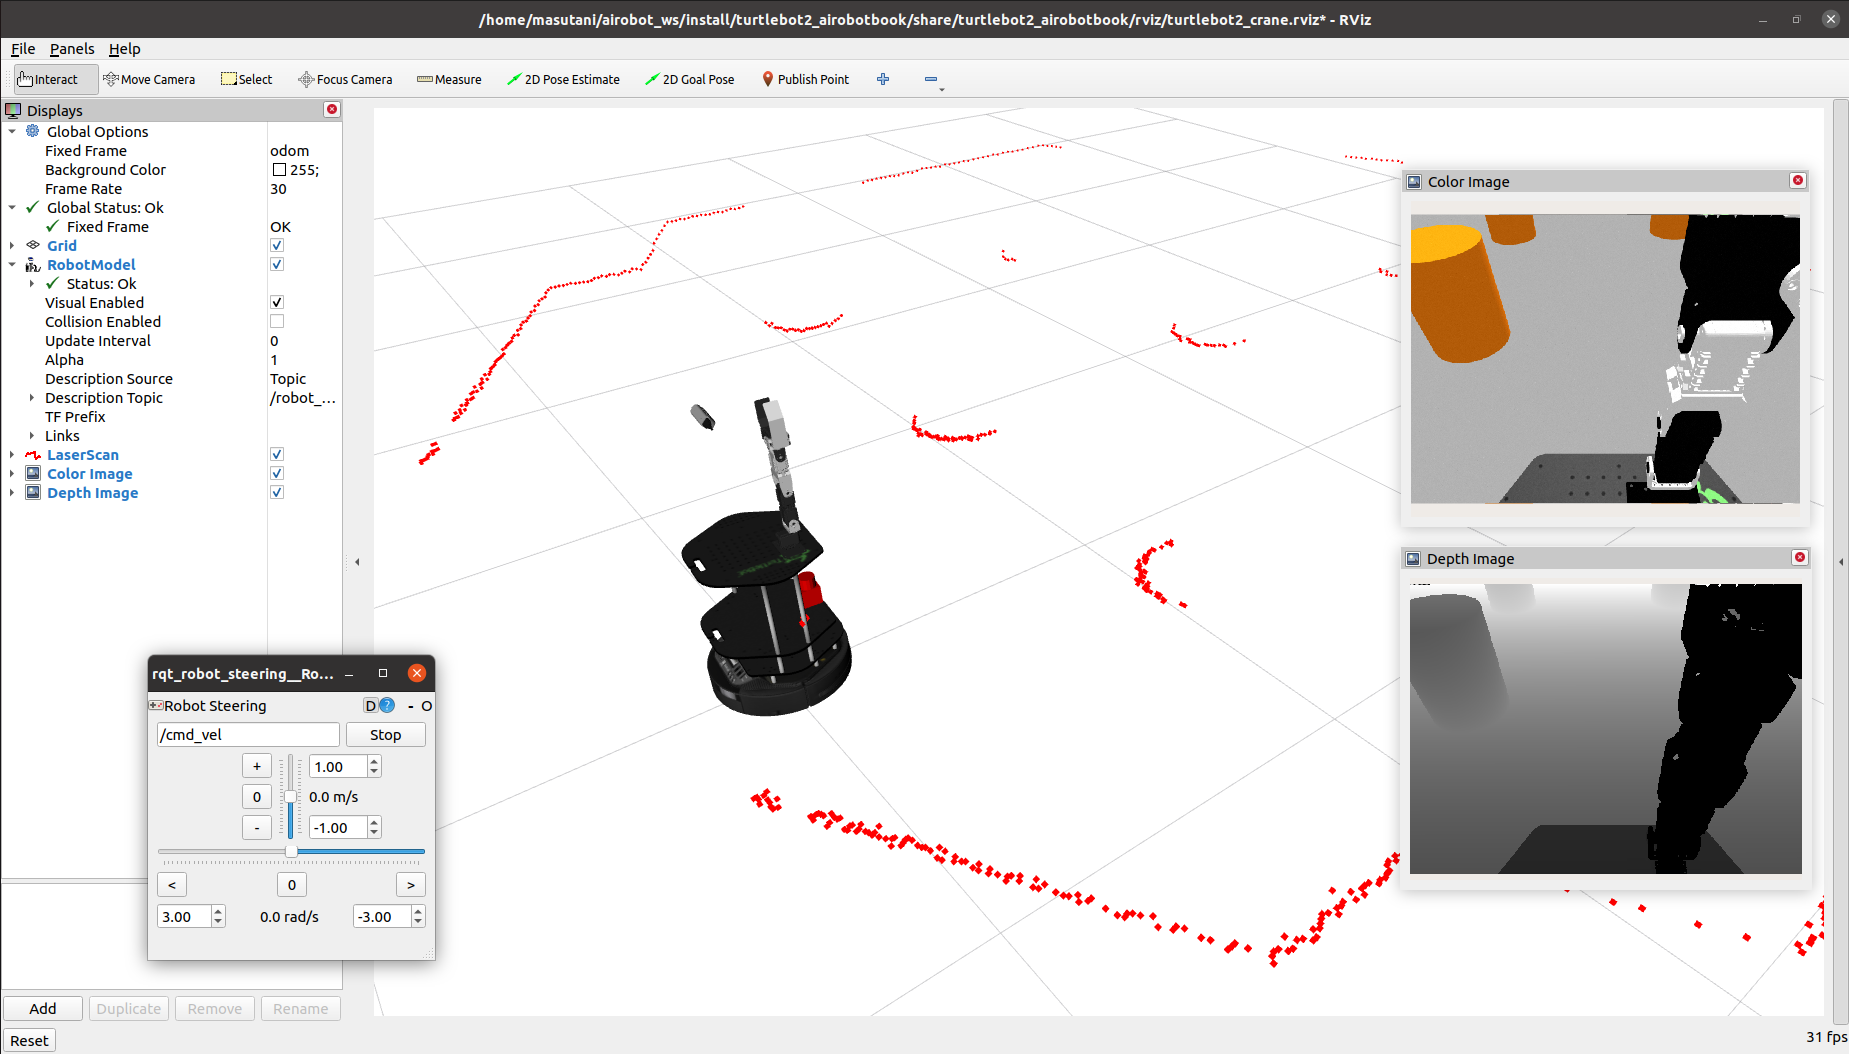 /home/masutani/airobot_ws/install/turtlebot2_airobotbook/share/turtlebot2_airobotbook/rviz/turtlebot2_crane.rviz* - RViz
File Panels Help
Interact Move Camera Select Focus Camera Measure 2D Pose Estimate 2D Goal Pose Publish Point
Displays
Global Options
Fixed Frame odom
Background Color 255;
Frame Rate 30
Global Status: Ok
Fixed Frame OK
Grid
RobotModel
Status: Ok
Visual Enabled
Collision Enabled
Update Interval 0
Alpha 1
Description Source Topic
Description Topic /robot_...
TF Prefix
Links
LaserScan
Color Image
Depth Image
Color Image
Depth Image
rqt_robot_steering__Ro...
Robot Steering D ? - O
/cmd_vel Stop
+ 1.00
0 0.0 m/s
- -1.00
< 0 >
3.00 0.0 rad/s -3.00
Add Duplicate Remove Rename
Reset
31 fps